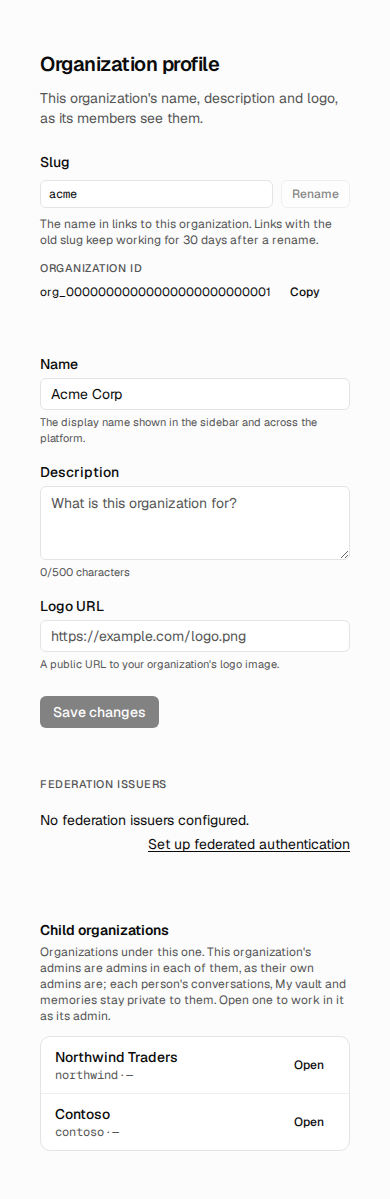 Organization profile
This organization's name, description and logo,
as its members see them.
Slug
acme
Rename
The name in links to this organization. Links with the
old slug keep working for 30 days after a rename.
ORGANIZATION ID
org_00000000000000000000000001
Copy
Name
Acme Corp
The display name shown in the sidebar and across the
platform.
Description
What is this organization for?
0/500 characters
Logo URL
https://example.com/logo.png
A public URL to your organization's logo image.
Save changes
FEDERATION ISSUERS
No federation issuers configured.
Set up federated authentication
Child organizations
Organizations under this one. This organization's
admins are admins in each of them, as their own
admins are; each person's conversations, My vault and
memories stay private to them. Open one to work in it
as its admin.
Northwind Traders
northwind · —
Open
Contoso
contoso · —
Open